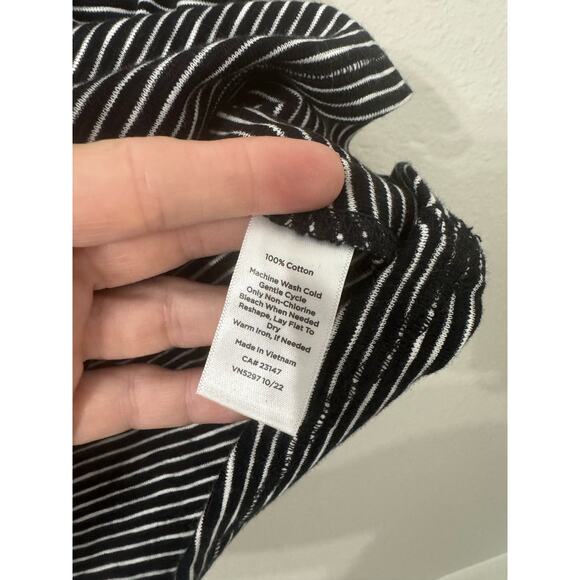 100% Cotton
Machine Wash Cold
Gentle Cycle
Only Non-Chlorine
Bleach When Needed
Reshape, Lay Flat To
Dry
Warm Iron, If Needed
Made in Vietnam
CA# 23147
VN5297 10/22